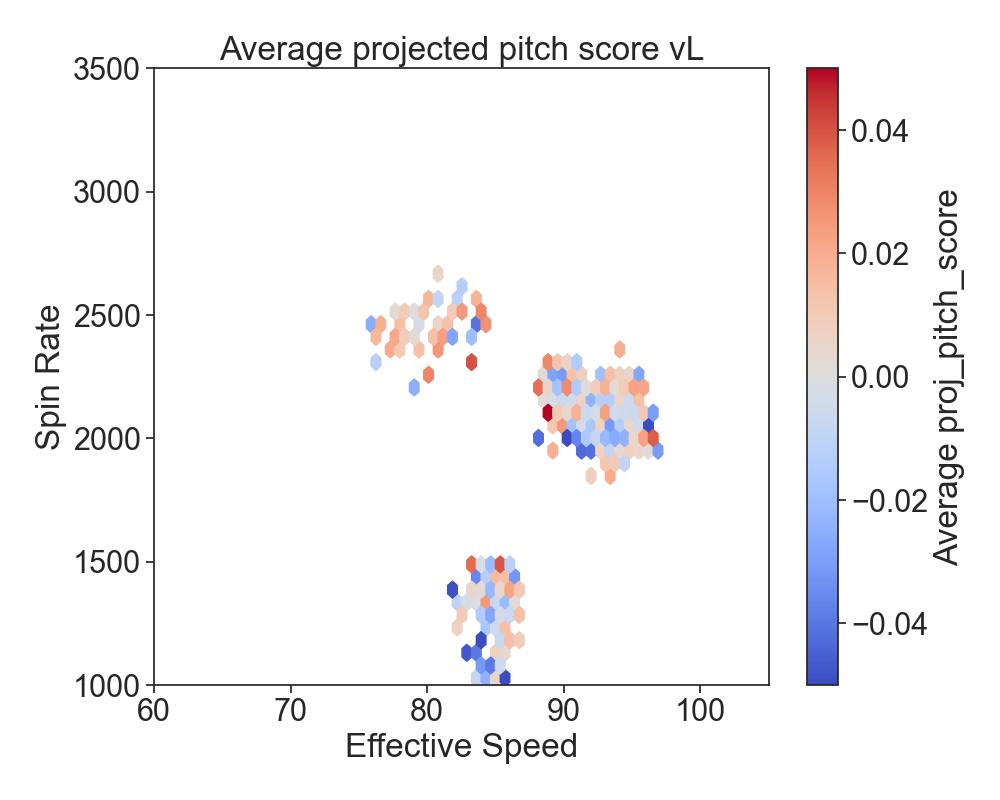 Average projected pitch score vL
3500
3000
2500
2000
1500
1000
Spin Rate
60 70 80 90 100
Effective Speed
0.04
0.02
0.00
−0.02
−0.04
Average proj_pitch_score